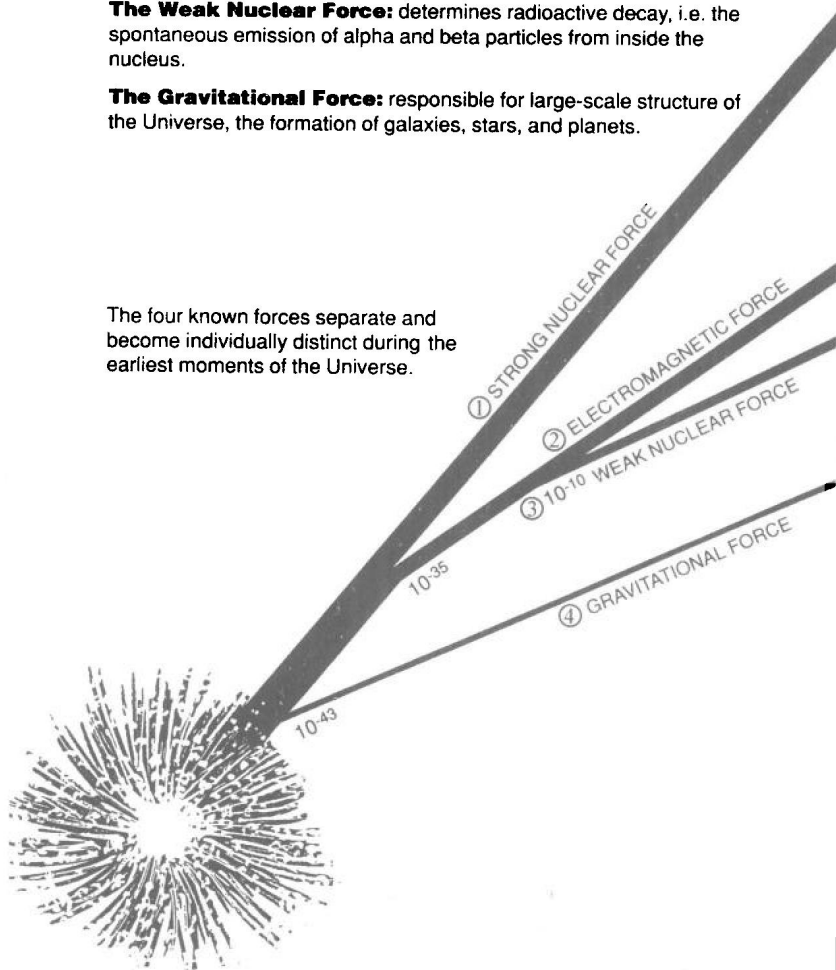 The Weak Nuclear Force: determines radioactive decay, i.e. the
spontaneous emission of alpha and beta particles from inside the
nucleus.
The Gravitational Force: responsible for large-scale structure of
the Universe, the formation of galaxies, stars, and planets.
The four known forces separate and
become individually distinct during the
earliest moments of the Universe.
① STRONG NUCLEAR FORCE
② ELECTROMAGNETIC FORCE
③ 10-10 WEAK NUCLEAR FORCE
10-35
④ GRAVITATIONAL FORCE
10-43